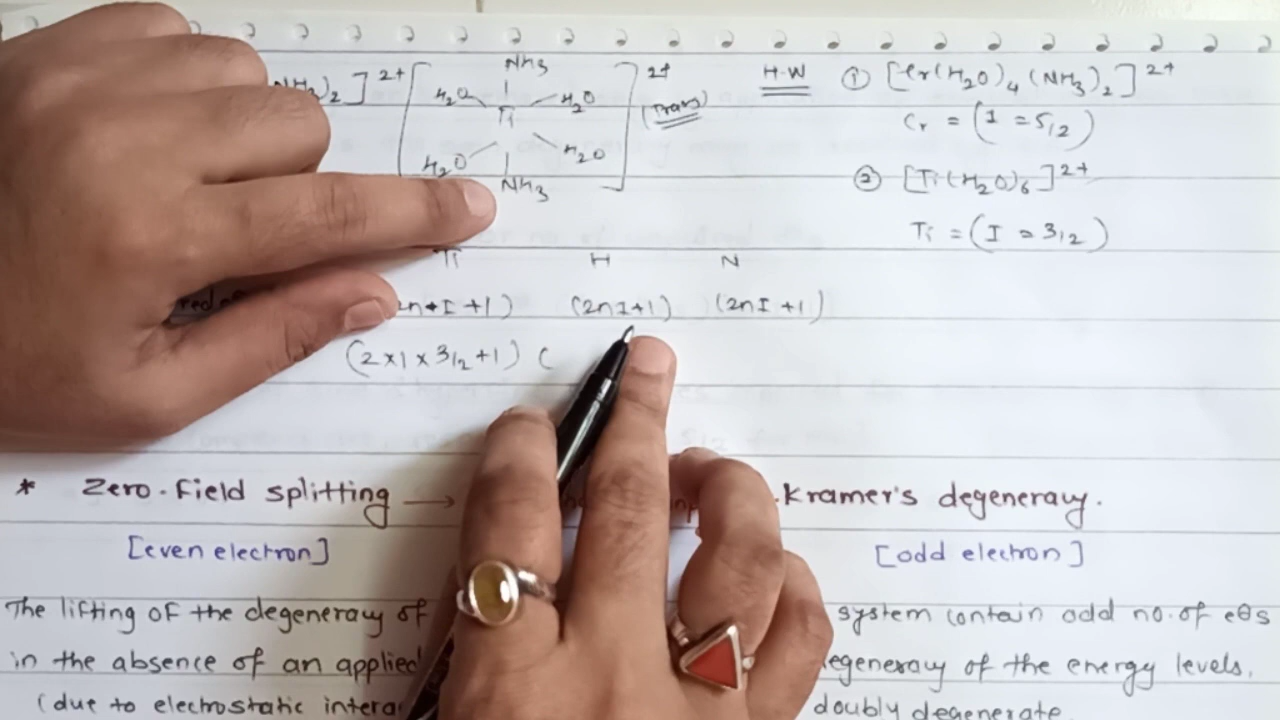 NH3)2]2+ [ NH3 ]2+ H.W ① [Cr(H2O)4(NH3)2]2+
H2O H2O (Trans)
Ti Cr = (I = 5/2)
H2O H2O
NH3 ② [Ti(H2O)6]2+
Ti = (I = 3/2)
Ti H N
2n*I+1) (2nI+1) (2nI+1)
(2×1×3/2+1) (
* Zero-Field splitting → Kramer's degeneracy.
[even electron] [odd electron]
The lifting of the degeneracy of system contain odd no. of eΘs
in the absence of an applied egeneracy of the energy levels.
(due to electrostatic intera doubly degenerate.